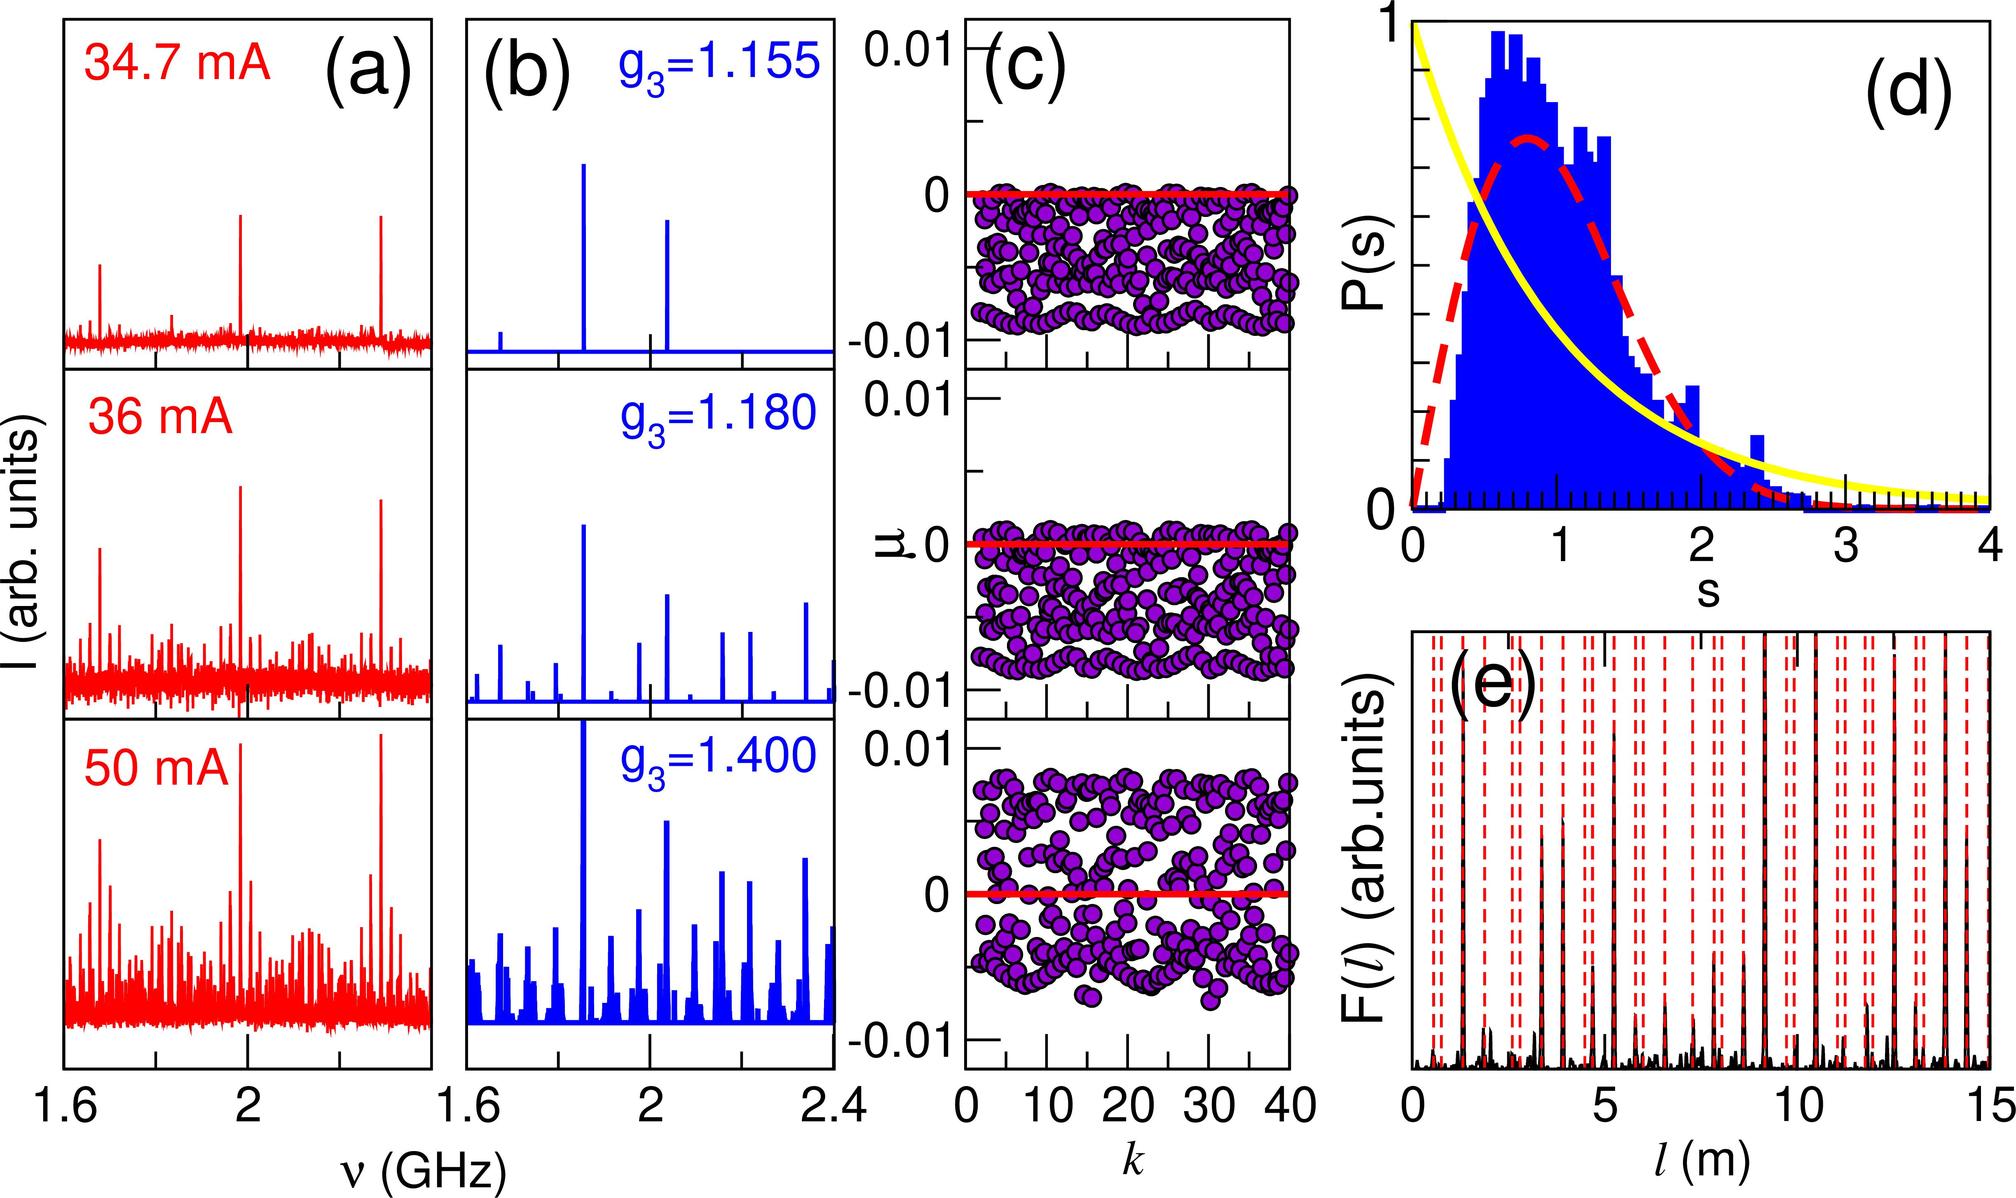 34.7 mA
(a)
(b)
g3=1.155
0.01
(c)
0
-0.01
36 mA
g3=1.180
0.01
0
-0.01
50 mA
g3=1.400
0.01
0
-0.01
I (arb. units)
μ
1.6
2
1.6
2
2.4
ν (GHz)
0
10
20
30
40
k
1
(d)
P(s)
0
0
1
2
3
4
s
(e)
F(l) (arb.units)
0
5
10
15
l (m)